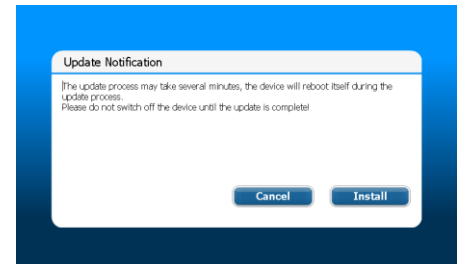 Update Notification
The update process may take several minutes, the device will reboot itself during the
update process.
Please do not switch off the device until the update is complete!
Cancel
Install